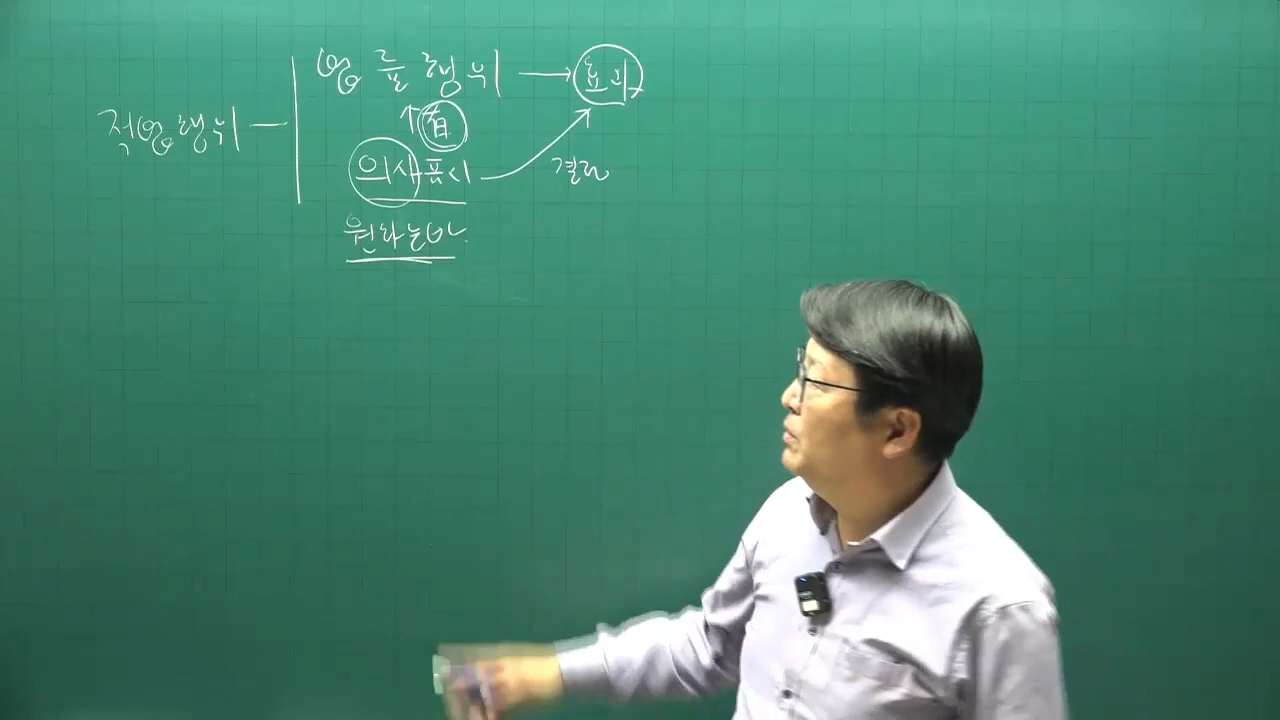 법률행위 → 효과
적법행위 ―
↑ 有
의사표시
결과
원하는바